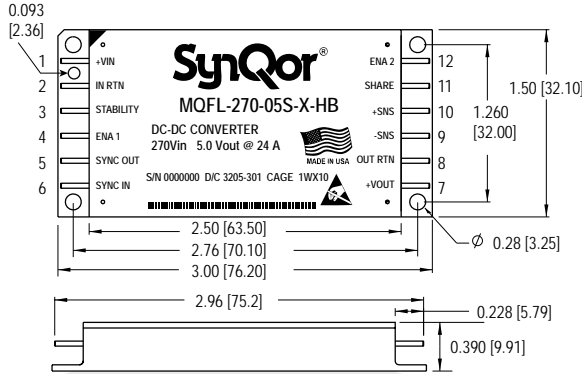 0.093
[2.36]
SynQor®
1 +VIN
2 IN RTN
3 STABILITY
4 ENA 1
5 SYNC OUT
6 SYNC IN
ENA 2 12
SHARE 11
+SNS 10
-SNS 9
OUT RTN 8
+VOUT 7
MQFL-270-05S-X-HB
DC-DC CONVERTER
270Vin 5.0 Vout @ 24 A
MADE IN USA
S/N 0000000 D/C 3205-301 CAGE 1WX10
1.50 [32.10]
1.260
[32.00]
2.50 [63.50]
2.76 [70.10]
3.00 [76.20]
Ø 0.28 [3.25]
2.96 [75.2]
0.228 [5.79]
0.390 [9.91]